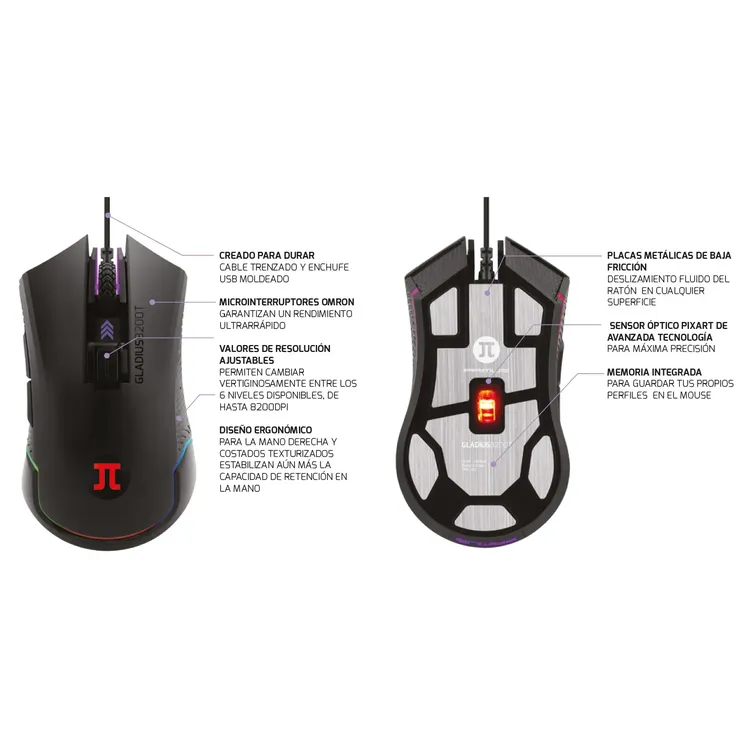 CREADO PARA DURAR
CABLE TRENZADO Y ENCHUFE
USB MOLDEADO
MICROINTERRUPTORES OMRON
GARANTIZAN UN RENDIMIENTO
ULTRARRÁPIDO
VALORES DE RESOLUCIÓN
AJUSTABLES
PERMITEN CAMBIAR
VERTIGINOSAMENTE ENTRE LOS
6 NIVELES DISPONIBLES, DE
HASTA 8200DPI
DISEÑO ERGONÓMICO
PARA LA MANO DERECHA Y
COSTADOS TEXTURIZADOS
ESTABILIZAN AÚN MÁS LA
CAPACIDAD DE RETENCIÓN EN
LA MANO
GLADIUS8200T
PLACAS METÁLICAS DE BAJA
FRICCIÓN
DESLIZAMIENTO FLUIDO DEL
RATÓN EN CUALQUIER
SUPERFICIE
SENSOR ÓPTICO PIXART DE
AVANZADA TECNOLOGÍA
PARA MÁXIMA PRECISIÓN
MEMORIA INTEGRADA
PARA GUARDAR TUS PROPIOS
PERFILES EN EL MOUSE
GLADIUS8200T